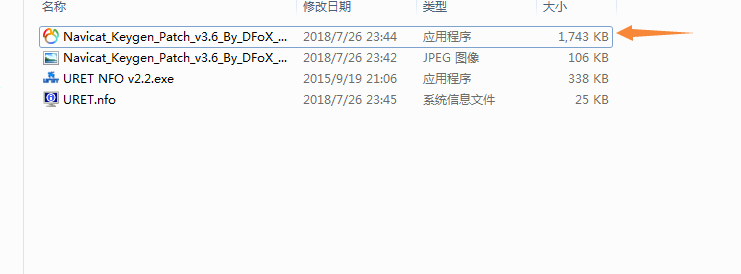 名称 修改日期 类型 大小
Navicat_Keygen_Patch_v3.6_By_DFoX_... 2018/7/26 23:44 应用程序 1,743 KB
Navicat_Keygen_Patch_v3.6_By_DFoX_... 2018/7/26 23:42 JPEG 图像 106 KB
URET NFO v2.2.exe 2015/9/19 21:06 应用程序 338 KB
URET.nfo 2018/7/26 23:45 系统信息文件 25 KB